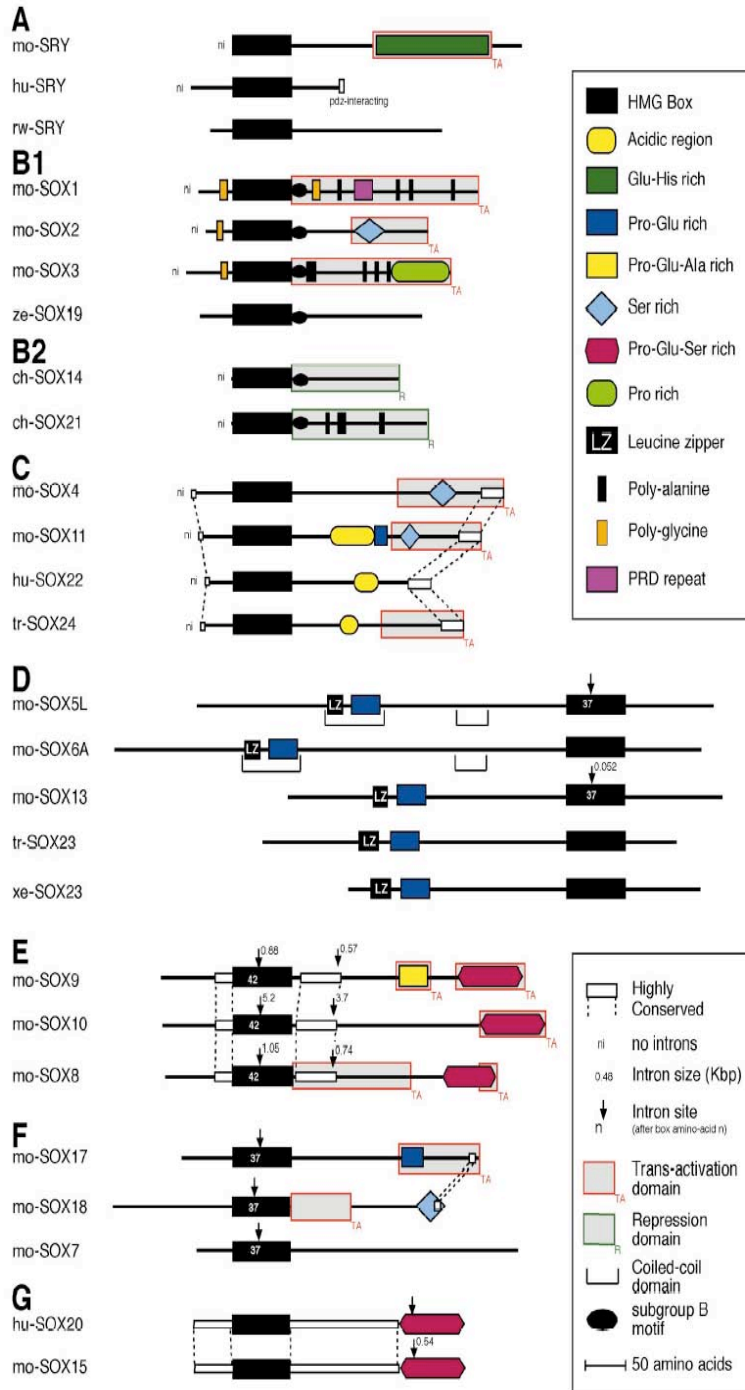 A
mo-SRY
ni
TA
hu-SRY
ni
pdz-interacting
rw-SRY
B1
mo-SOX1
ni
TA
mo-SOX2
ni
TA
mo-SOX3
ni
TA
ze-SOX19
B2
ch-SOX14
ni
R
ch-SOX21
ni
R
C
mo-SOX4
ni
TA
mo-SOX11
ni
TA
hu-SOX22
ni
tr-SOX24
ni
TA
D
mo-SOX5L
LZ
37
mo-SOX6A
LZ
0.052
mo-SOX13
LZ
37
tr-SOX23
LZ
xe-SOX23
LZ
E
0.88
0.57
mo-SOX9
42
TA
TA
5.2
3.7
mo-SOX10
42
TA
1.05
0.74
mo-SOX8
42
TA
TA
F
mo-SOX17
37
TA
mo-SOX18
37
TA
mo-SOX7
37
G
hu-SOX20
0.54
mo-SOX15
HMG Box
Acidic region
Glu-His rich
Pro-Glu rich
Pro-Glu-Ala rich
Ser rich
Pro-Glu-Ser rich
Pro rich
LZ
Leucine zipper
Poly-alanine
Poly-glycine
PRD repeat
Highly
Conserved
ni
no introns
0.46
Intron size (Kbp)
Intron site
n
(after box amino-acid n)
Trans-activation
domain
TA
Repression
domain
R
Coiled-coil
domain
subgroup B
motif
50 amino acids